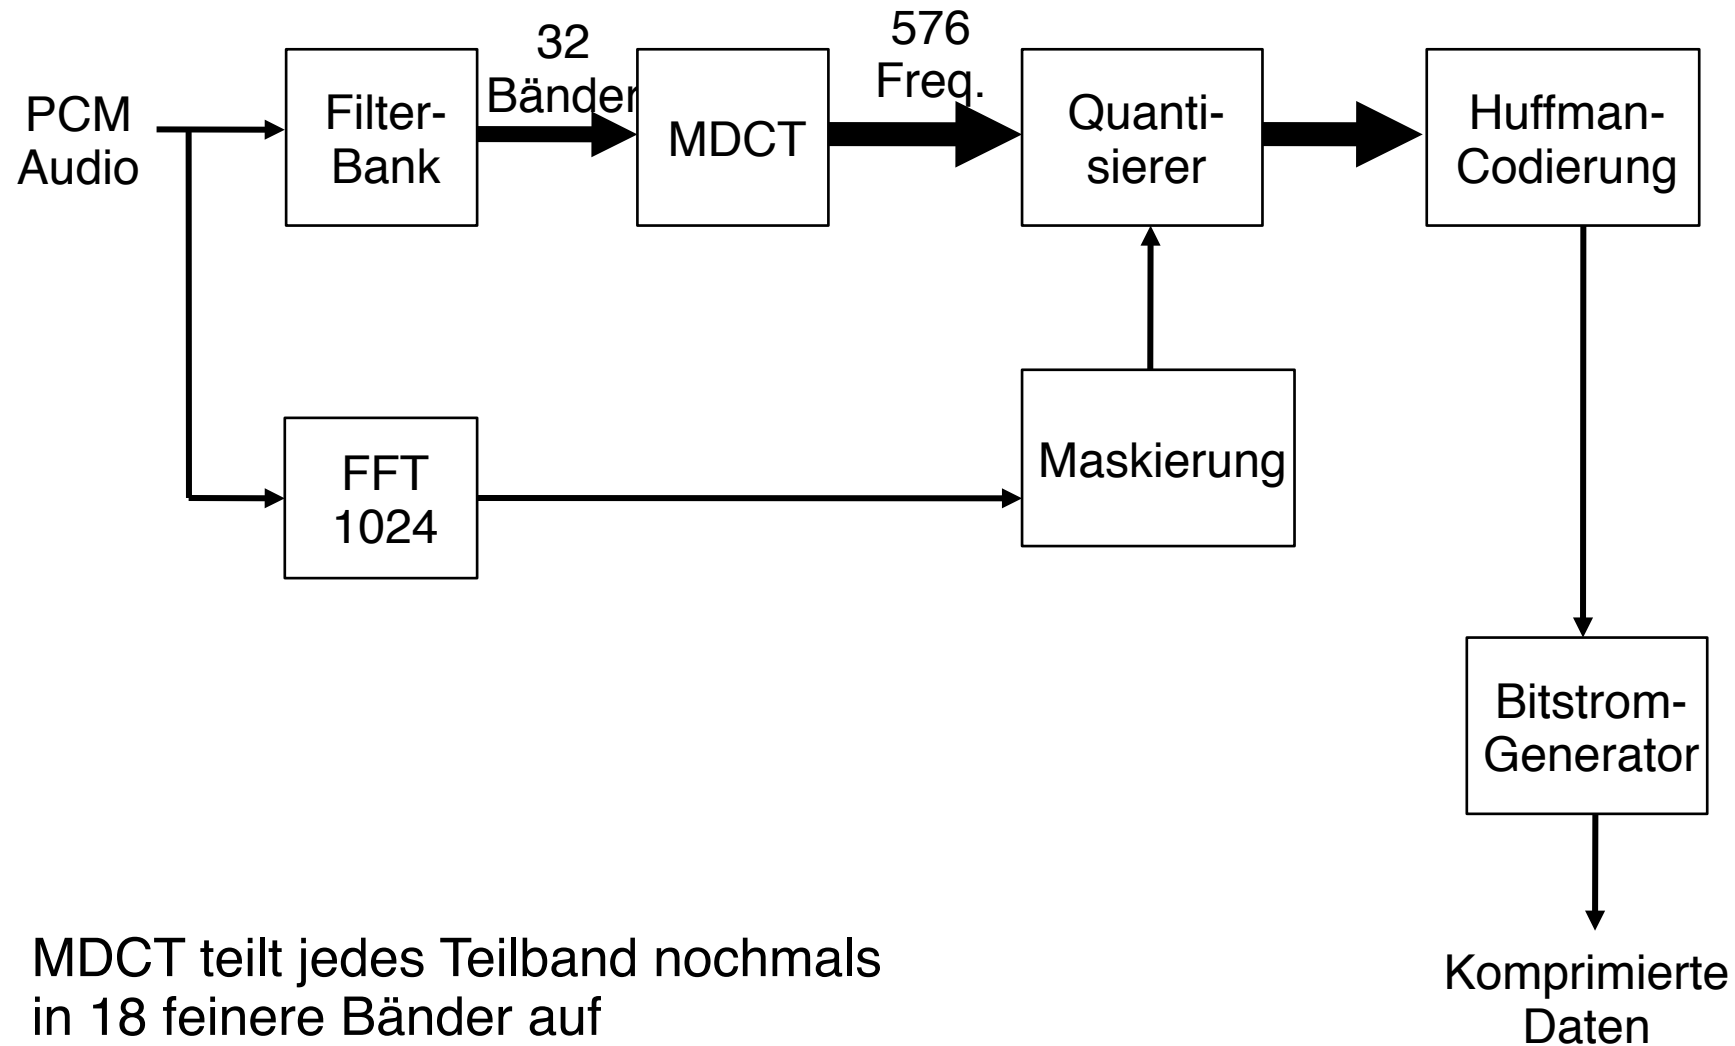 PCM
Audio
Filter-
Bank
32
Bänder
MDCT
576
Freq.
Quanti-
sierer
Huffman-
Codierung
FFT
1024
Maskierung
Bitstrom-
Generator
Komprimierte
Daten
MDCT teilt jedes Teilband nochmals
in 18 feinere Bänder auf